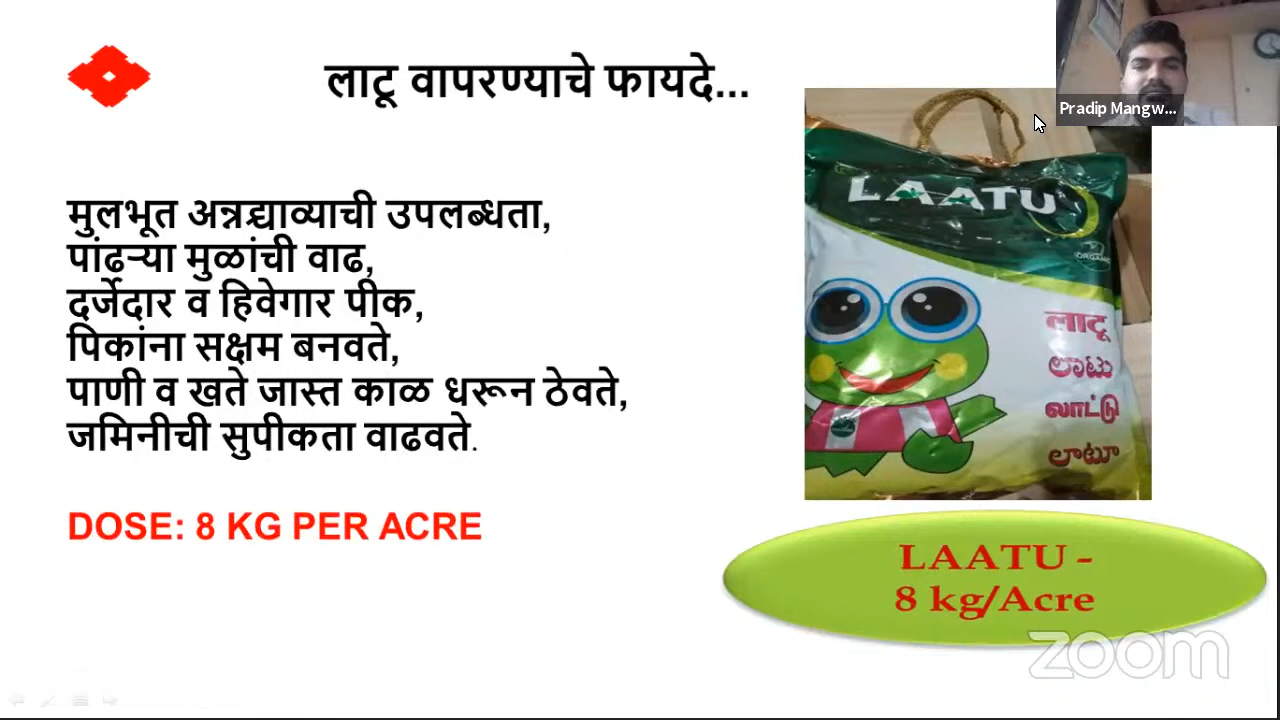 लाटू वापरण्याचे फायदे...
Pradip Mangw...
मुलभूत अन्नद्राव्याची उपलब्धता,
पांढऱ्या मुळांची वाढ,
दर्जेदार व हिवेगार पीक,
पिकांना सक्षम बनवते,
पाणी व खते जास्त काळ धरून ठेवते,
जमिनीची सुपीकता वाढवते.
DOSE: 8 KG PER ACRE
LAATU
ORGANIC
लाटू
ಲಾಟು
லாட்டு
లాటూ
LAATU -
8 kg/Acre
zoom